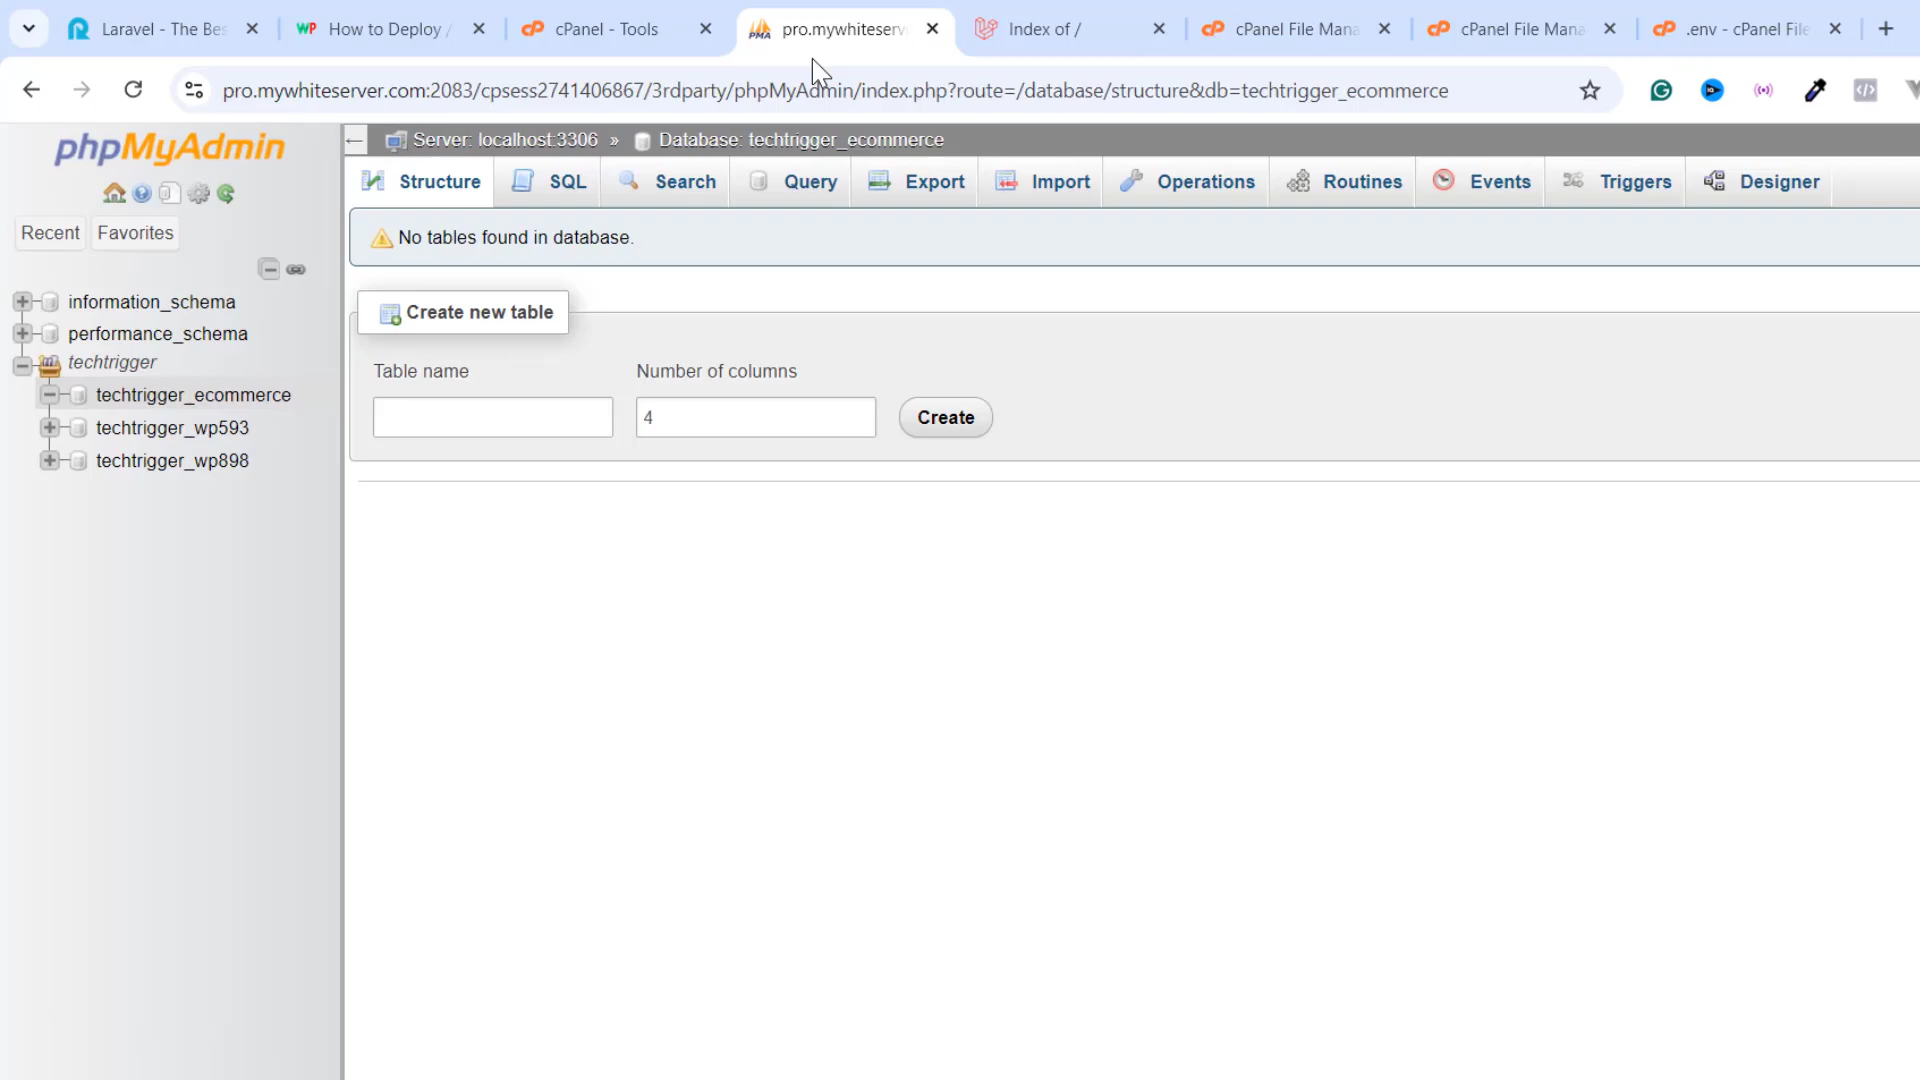 Laravel - The Bes
How to Deploy /
cPanel - Tools
pro.mywhiteserv
Index of /
cPanel File Mana
cPanel File Mana
.env - cPanel File
pro.mywhiteserver.com:2083/cpsess2741406867/3rdparty/phpMyAdmin/index.php?route=/database/structure&db=techtrigger_ecommerce
phpMyAdmin
Recent
Favorites
information_schema
performance_schema
techtrigger
techtrigger_ecommerce
techtrigger_wp593
techtrigger_wp898
Server: localhost:3306 » Database: techtrigger_ecommerce
Structure
SQL
Search
Query
Export
Import
Operations
Routines
Events
Triggers
Designer
No tables found in database.
Create new table
Table name
Number of columns
4
Create